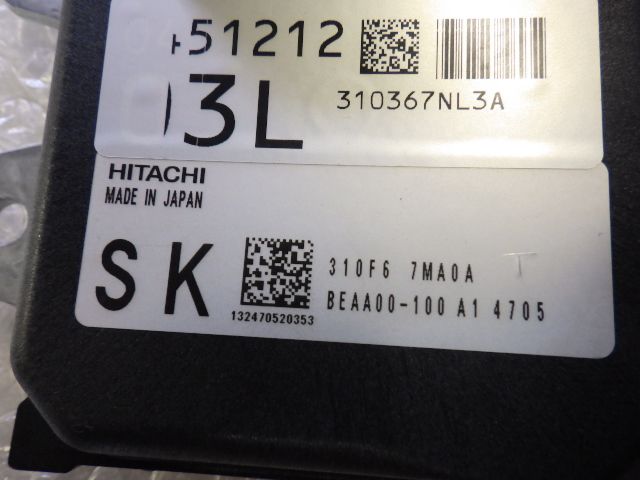 51212
310367NL3A
3L
HITACHI
MADE IN JAPAN
SK
310F6 7MA0A T
BEAA00-100 A1 4705
132470520353